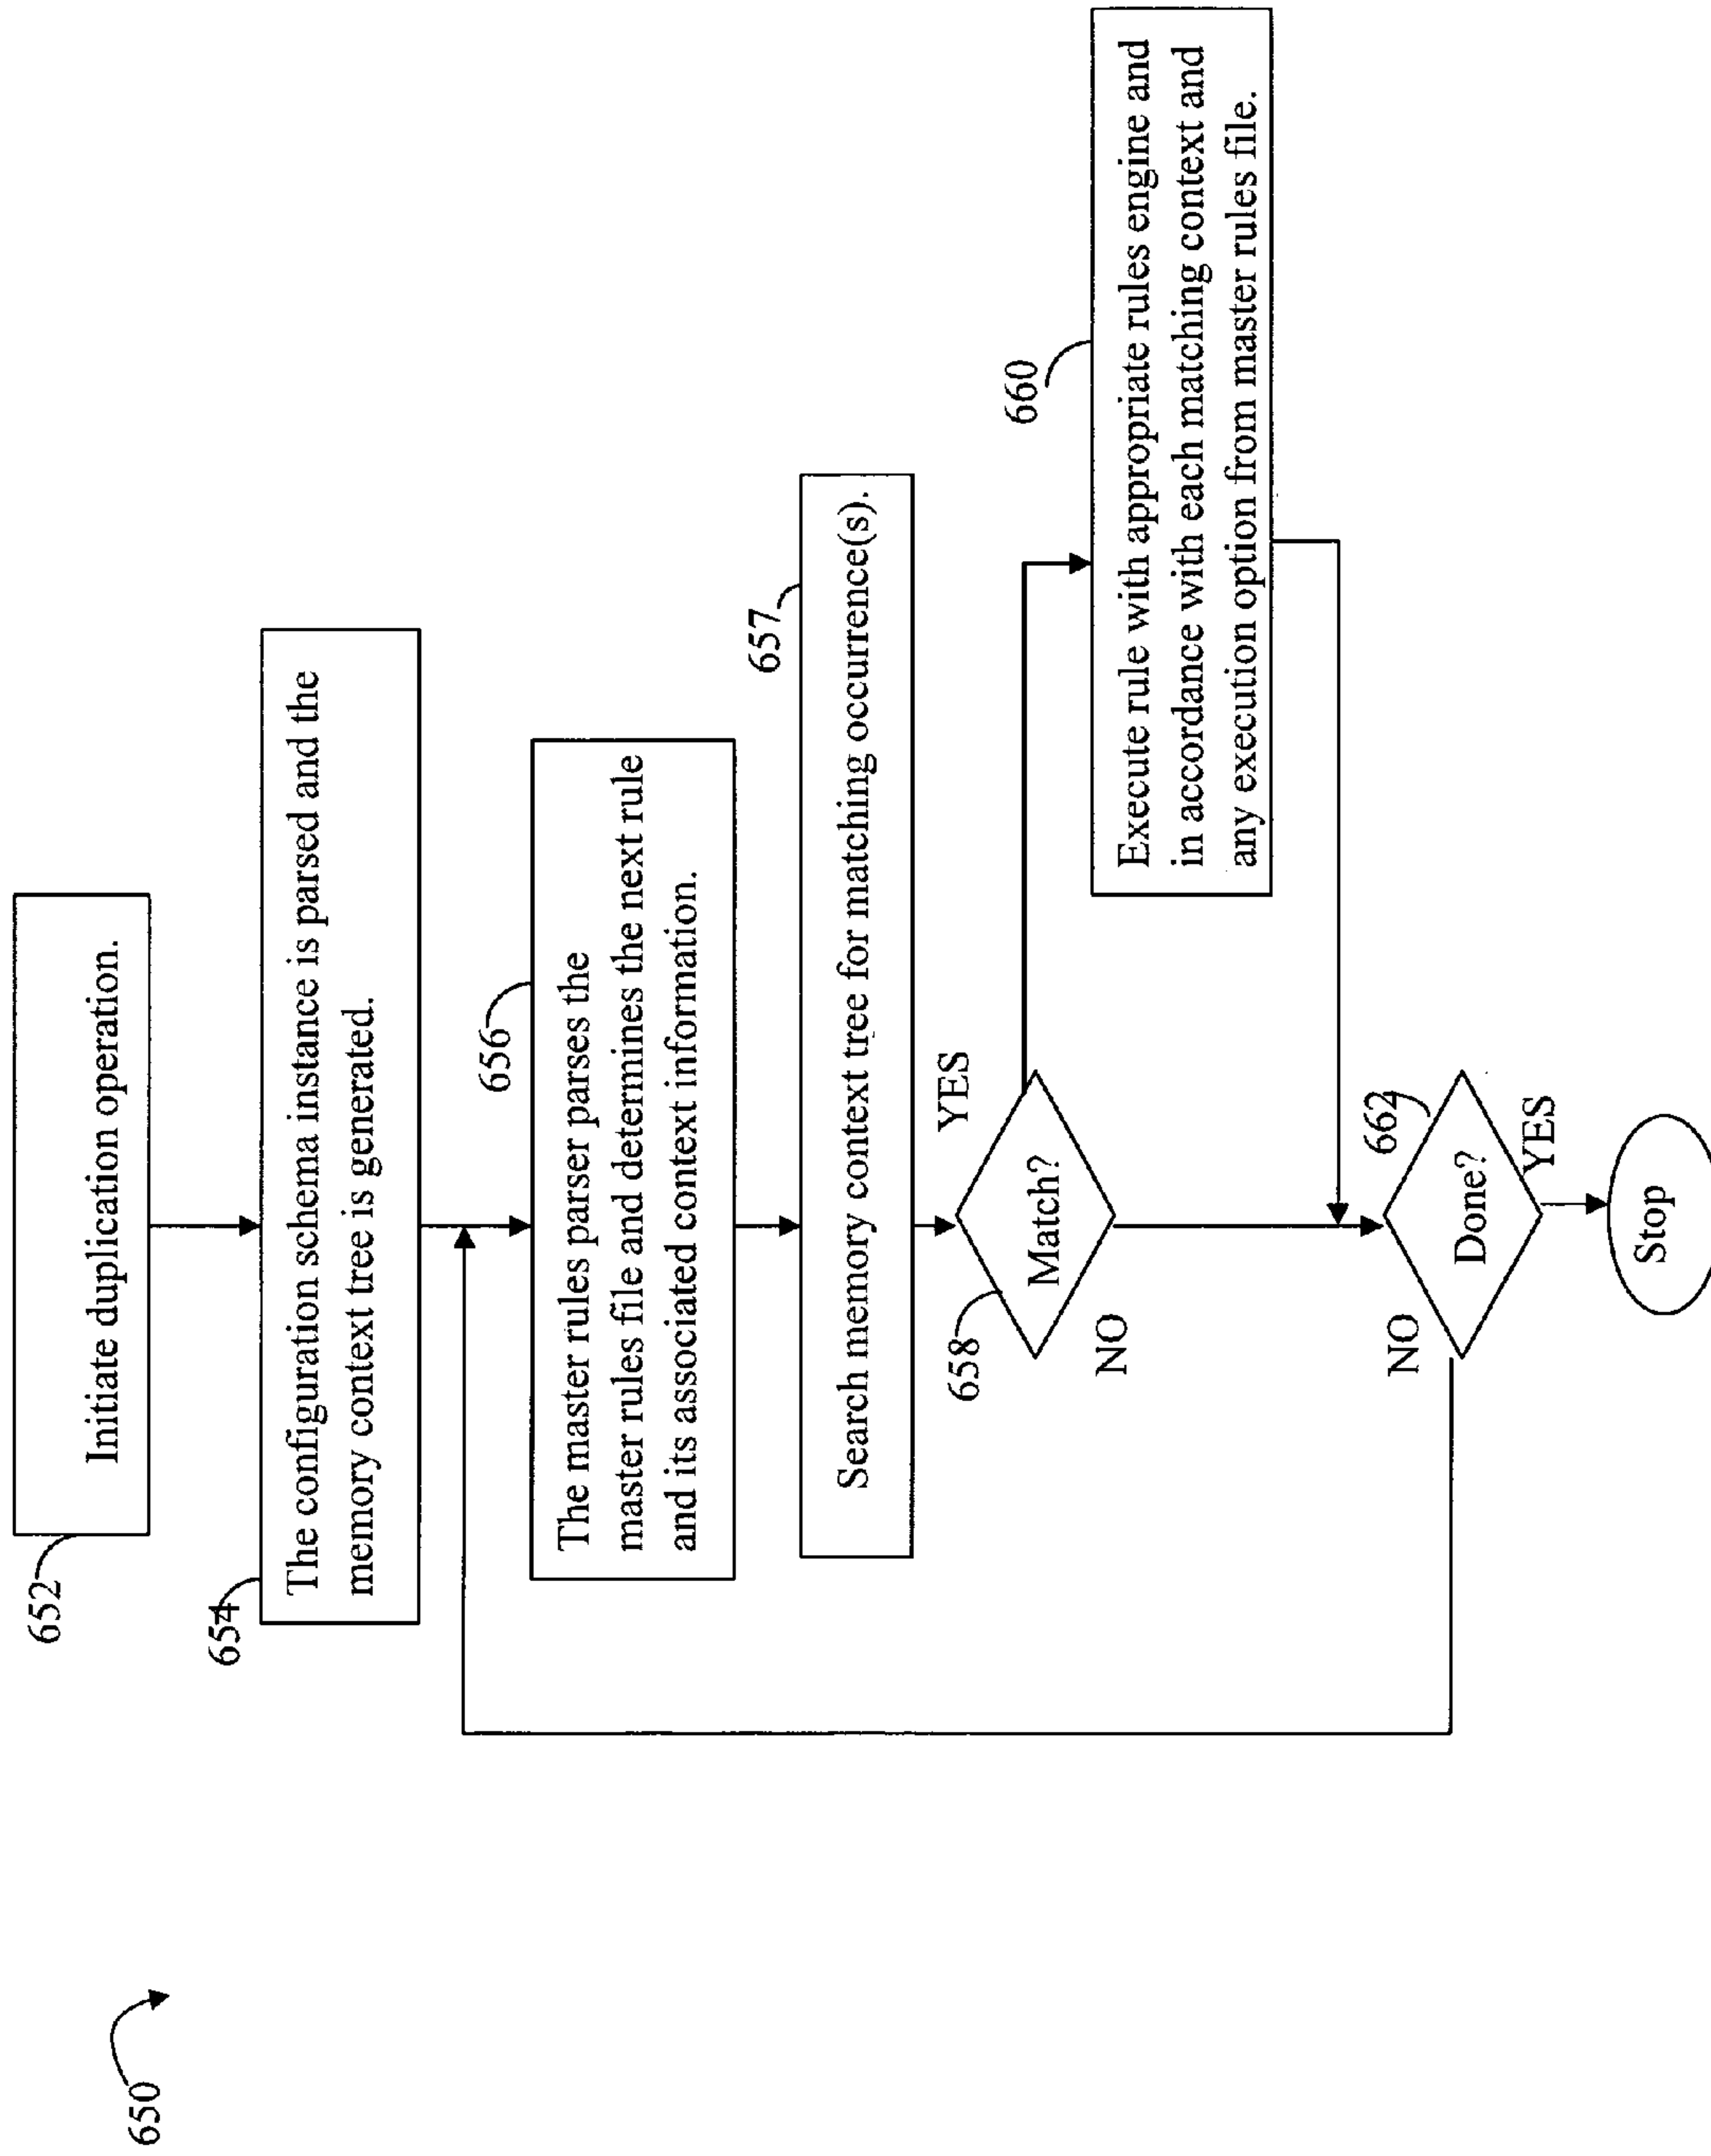 650
652
Initiate duplication operation.
654
The configuration schema instance is parsed and the
memory context tree is generated.
656
The master rules parser parses the
master rules file and determines the next rule
and its associated context information.
657
Search memory context tree for matching occurrence(s).
658
Match?
YES
NO
660
Execute rule with appropriate rules engine and
in accordance with each matching context and
any execution option from master rules file.
662
Done?
NO
YES
Stop